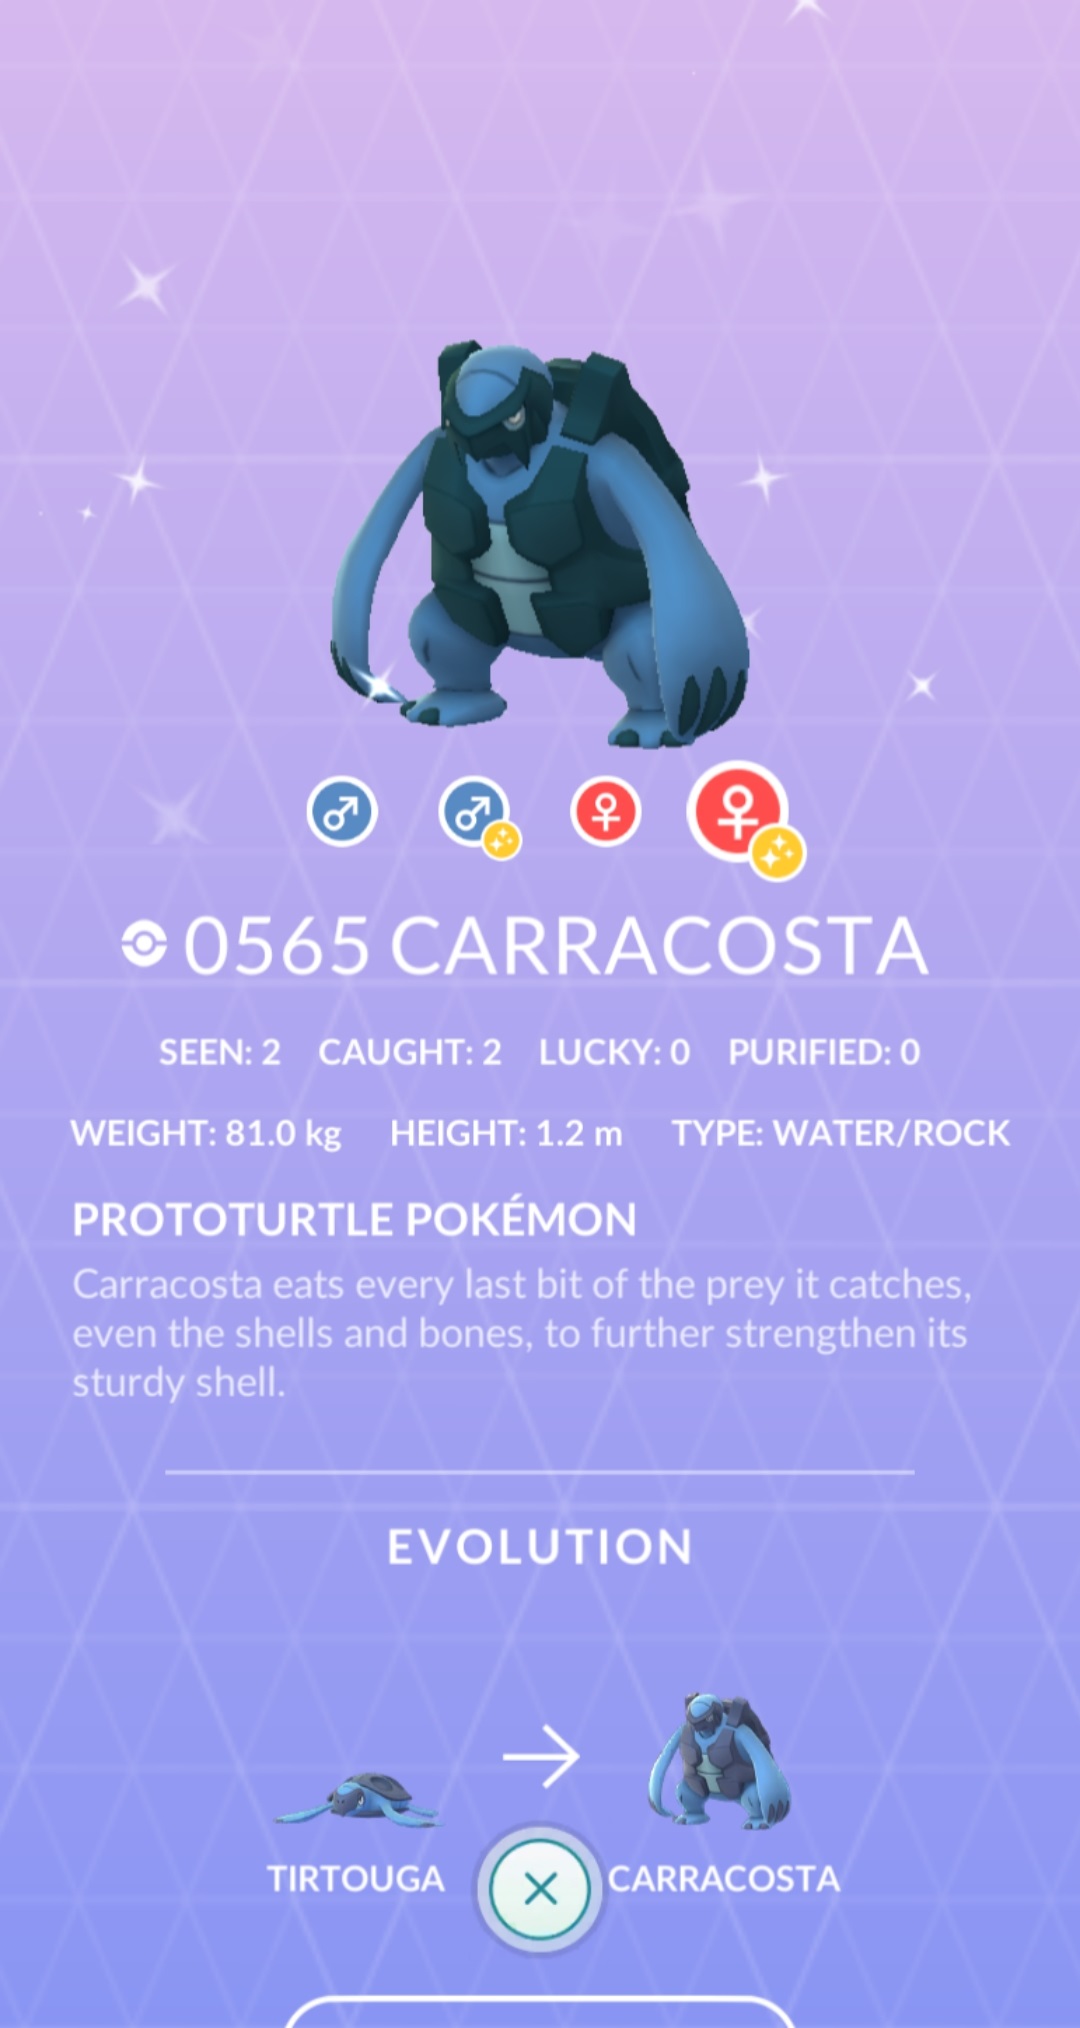 0565 CARRACOSTA
SEEN: 2 CAUGHT: 2 LUCKY: 0 PURIFIED: 0
WEIGHT: 81.0 kg HEIGHT: 1.2 m TYPE: WATER/ROCK
PROTOTURTLE POKÉMON
Carracosta eats every last bit of the prey it catches,
even the shells and bones, to further strengthen its
sturdy shell.
EVOLUTION
TIRTOUGA CARRACOSTA